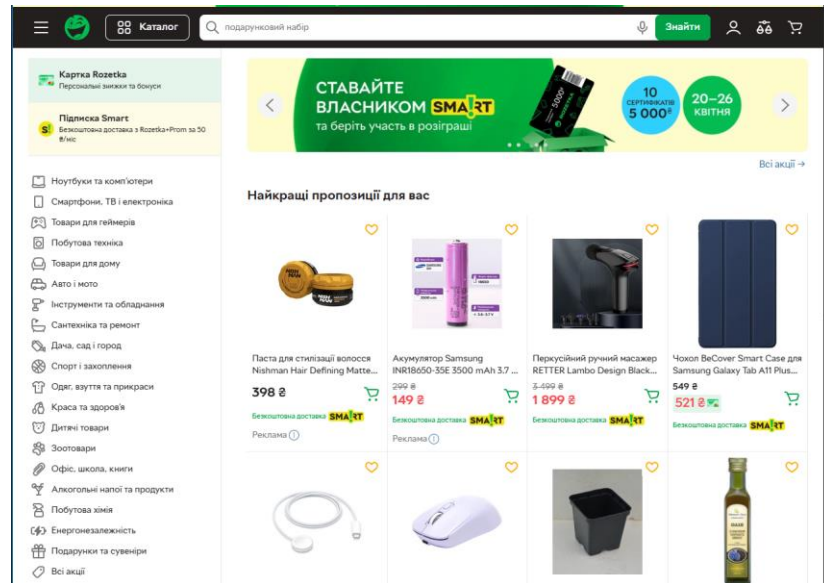 Каталог
подарунковий набір
Знайти
Картка Rozetka
Персональні знижки та бонуси
Підписка Smart
Безкоштовна доставка з Rozetka+Prom за 50
₴/міс
СТАВАЙТЕ
ВЛАСНИКОМ SMART
та беріть участь в розіграші
5000₴
ROZETKA
10
СЕРТИФІКАТІВ
5 000₴
20–26
КВІТНЯ
Всі акції →
Ноутбуки та комп'ютери
Смартфони, ТВ і електроніка
Товари для геймерів
Побутова техніка
Товари для дому
Авто і мото
Інструменти та обладнання
Сантехніка та ремонт
Дача, сад і город
Спорт і захоплення
Одяг, взуття та прикраси
Краса та здоров'я
Дитячі товари
Зоотовари
Офіс, школа, книги
Алкогольні напої та продукти
Побутова хімія
Енергонезалежність
Подарунки та сувеніри
Всі акції
Найкращі пропозиції для вас
Паста для стилізації волосся
Nishman Hair Defining Matte...
398 ₴
Безкоштовна доставка SMART
Реклама
Акумулятор Samsung
INR18650-35E 3500 mAh 3.7 ...
299 ₴
149 ₴
Безкоштовна доставка SMART
Реклама
Перкусійний ручний масажер
RETTER Lambo Design Black...
3 499 ₴
1 899 ₴
Безкоштовна доставка SMART
Чохол BeCover Smart Case для
Samsung Galaxy Tab A11 Plus...
549 ₴
521 ₴
Безкоштовна доставка SMART